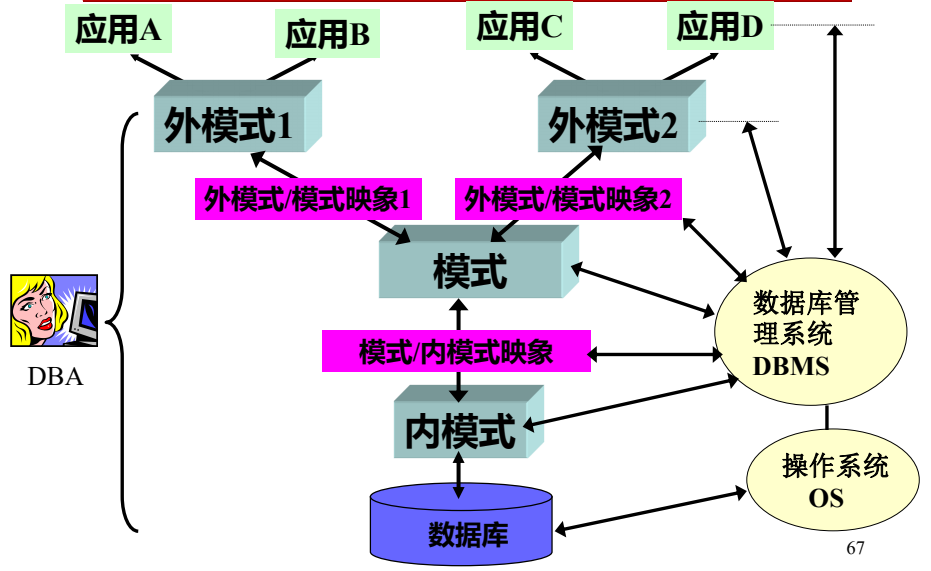 应用A
应用B
应用C
应用D
外模式1
外模式2
外模式/模式映象1
外模式/模式映象2
模式
数据库管
理系统
DBMS
模式/内模式映象
DBA
内模式
操作系统
OS
数据库
67